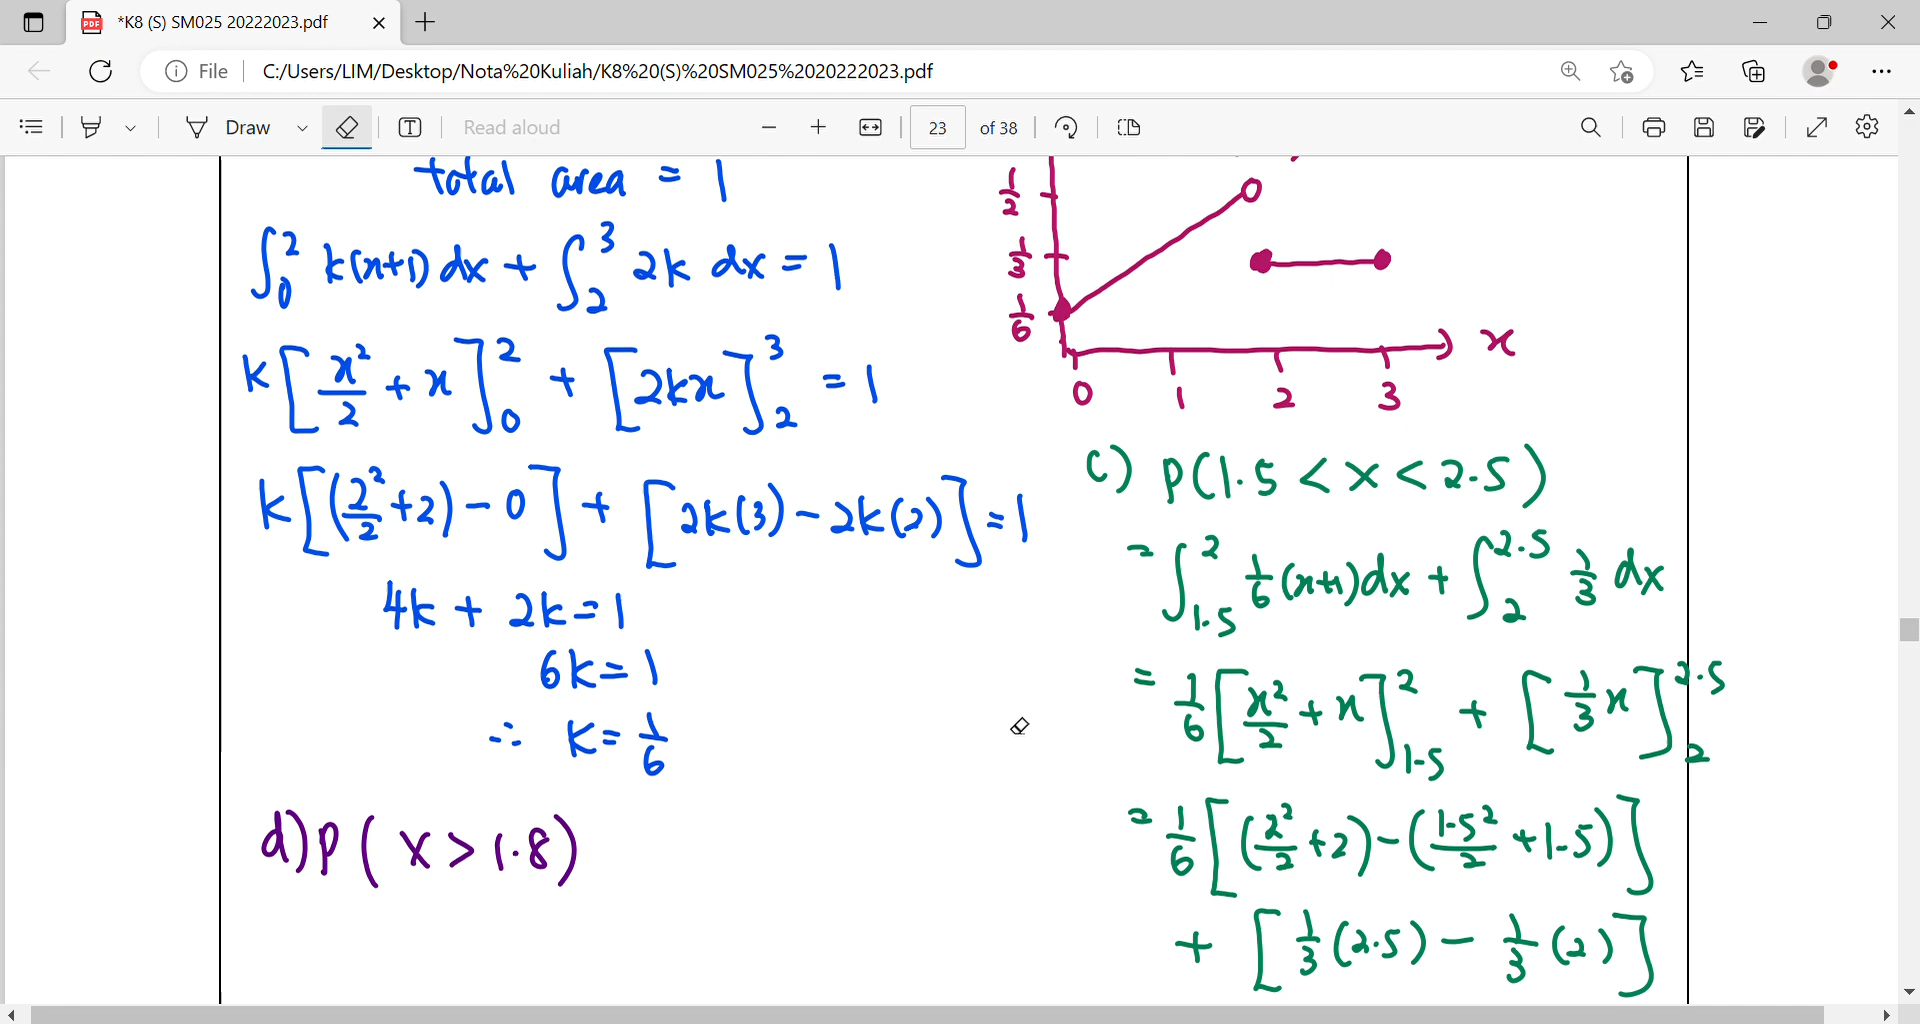 *K8 (S) SM025 20222023.pdf
File C:/Users/LIM/Desktop/Nota%20Kuliah/K8%20(S)%20SM025%2020222023.pdf
Draw Read aloud 23 of 38
total area = 1
∫₀² k(x+1) dx + ∫₂³ 2k dx = 1
k[x²/2 + x]₀² + [2kx]₂³ = 1
k[(2²/2 + 2) - 0] + [2k(3) - 2k(2)] = 1
4k + 2k = 1
6k = 1
∴ k = 1/6
d) P( X > 1.8)
1/2
1/3
1/6
x
0 1 2 3
c) P(1.5 < X < 2.5)
= ∫₁.₅² 1/6 (x+1) dx + ∫₂^2.5 1/3 dx
= 1/6 [x²/2 + x]₁.₅² + [1/3 x]₂^2.5
= 1/6 [(2²/2 + 2) - (1.5²/2 + 1.5)]
+ [1/3 (2.5) - 1/3 (2)]